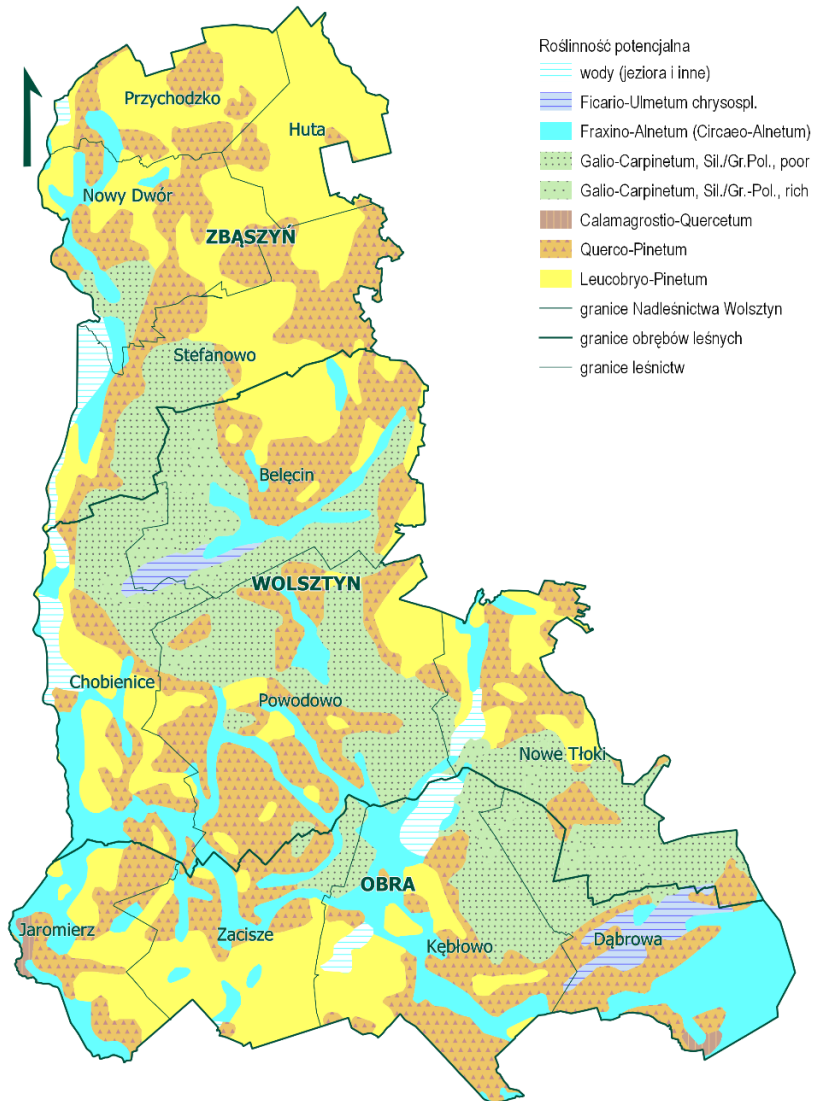 Roślinność potencjalna
wody (jeziora i inne)
Ficario-Ulmetum chrysospl.
Fraxino-Alnetum (Circaeo-Alnetum)
Galio-Carpinetum, Sil./Gr.Pol., poor
Galio-Carpinetum, Sil./Gr.-Pol., rich
Calamagrostio-Quercetum
Querco-Pinetum
Leucobryo-Pinetum
granice Nadleśnictwa Wolsztyn
granice obrębów leśnych
granice leśnictw
Przychodzko
Huta
Nowy Dwór
ZBĄSZYŃ
Stefanowo
Belęcin
WOLSZTYN
Chobienice
Powodowo
Nowe Tłoki
OBRA
Jaromierz
Zacisze
Kębłowo
Dąbrowa